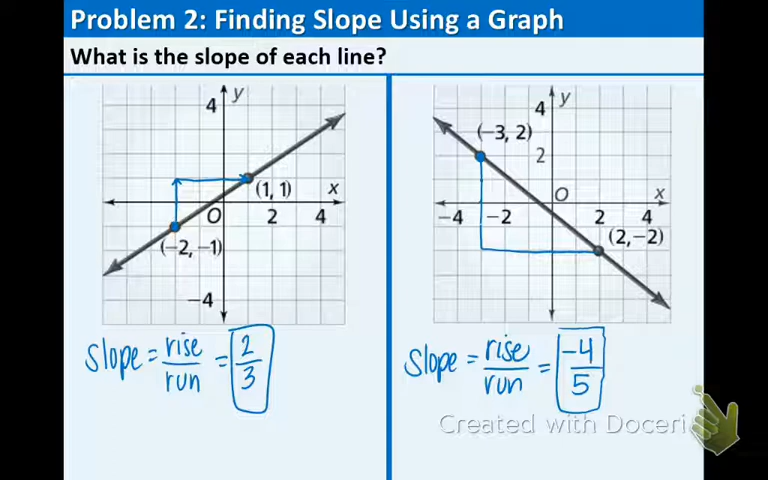 Problem 2: Finding Slope Using a Graph
What is the slope of each line?
4 y
(1, 1) x
O 2 4
(−2, −1)
−4
Slope = rise/run = 2/3
4 y
(−3, 2)
2
O x
−4 −2 2 4
(2, −2)
Slope = rise/run = −4/5
Created with Doceri